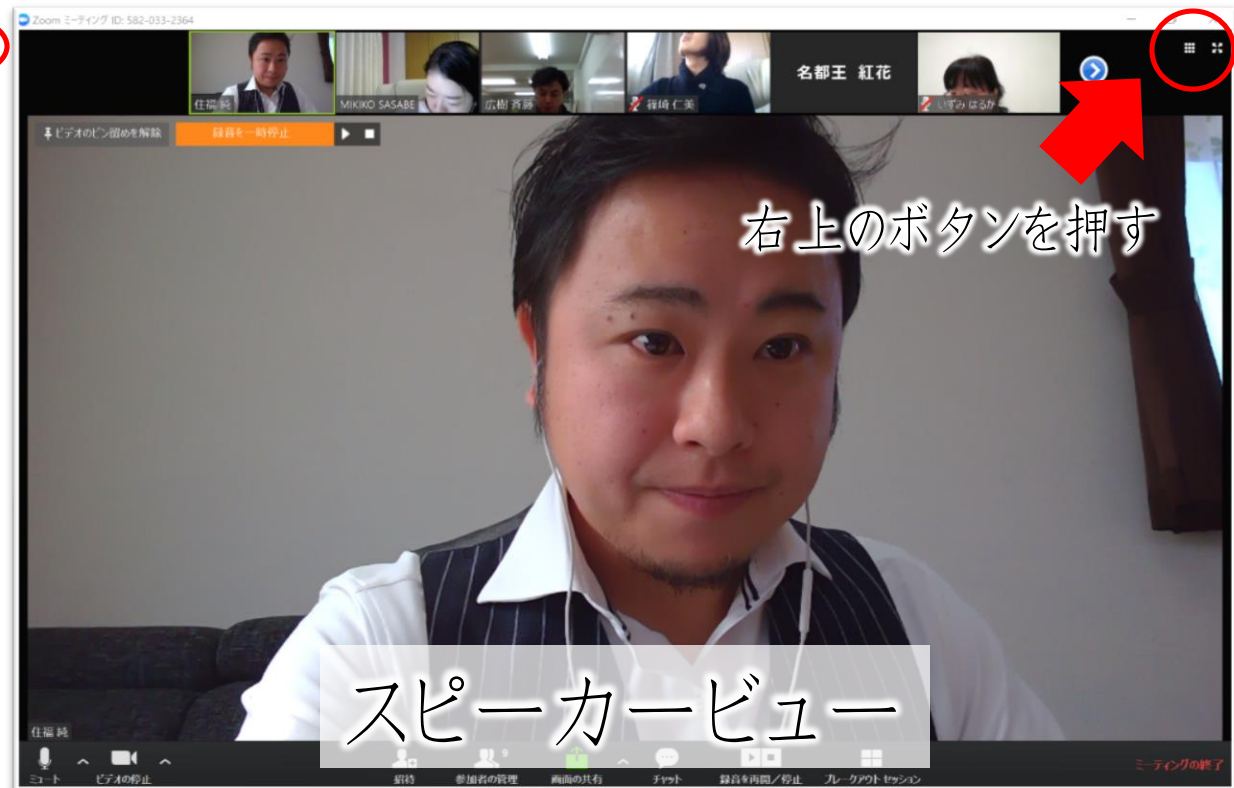 Zoom ミーティング ID: 582-033-2364
住福 純
MIKIKO SASABE
広樹 斉藤
篠崎 仁美
名都王 紅花
いずみ はるか
ビデオのピン留めを解除
録音を一時停止
右上のボタンを押す
スピーカービュー
住福 純
ミュート
ビデオの停止
招待
9
参加者の管理
画面の共有
チャット
録音を再開/停止
ブレークアウト セッション
ミーティングの終了